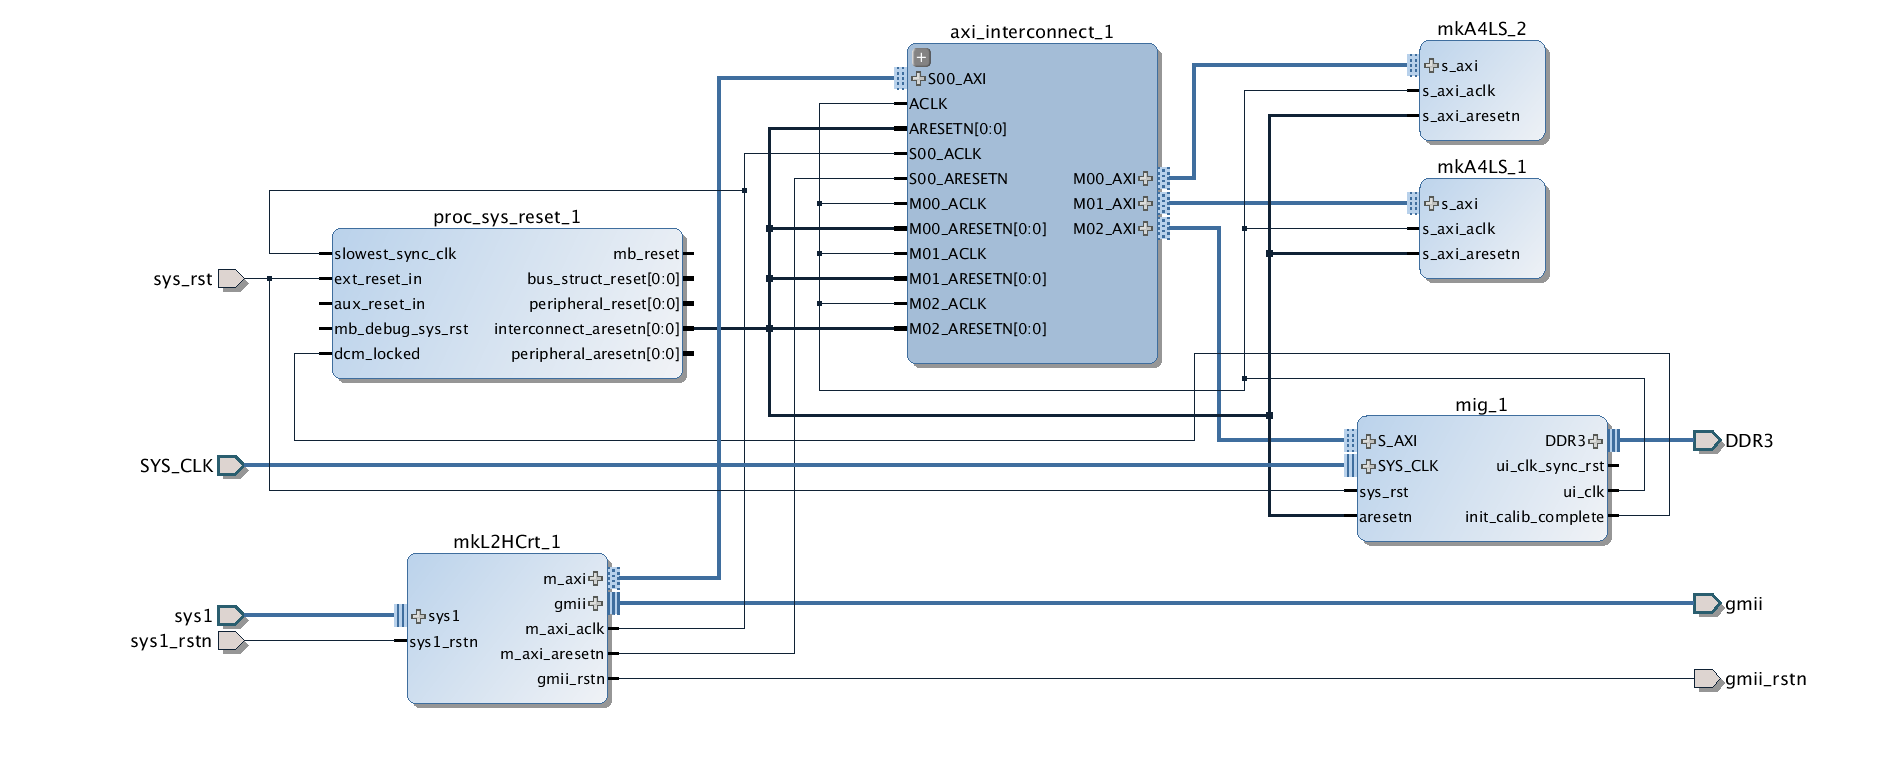 axi_interconnect_1
S00_AXI
ACLK
ARESETN[0:0]
S00_ACLK
S00_ARESETN
M00_ACLK
M00_ARESETN[0:0]
M01_ACLK
M01_ARESETN[0:0]
M02_ACLK
M02_ARESETN[0:0]
M00_AXI
M01_AXI
M02_AXI
mkA4LS_2
s_axi
s_axi_aclk
s_axi_aresetn
mkA4LS_1
s_axi
s_axi_aclk
s_axi_aresetn
proc_sys_reset_1
slowest_sync_clk
ext_reset_in
aux_reset_in
mb_debug_sys_rst
dcm_locked
mb_reset
bus_struct_reset[0:0]
peripheral_reset[0:0]
interconnect_aresetn[0:0]
peripheral_aresetn[0:0]
sys_rst
SYS_CLK
mig_1
S_AXI
SYS_CLK
sys_rst
aresetn
DDR3
ui_clk_sync_rst
ui_clk
init_calib_complete
DDR3
mkL2HCrt_1
sys1
sys1_rstn
m_axi
gmii
m_axi_aclk
m_axi_aresetn
gmii_rstn
sys1
sys1_rstn
gmii
gmii_rstn